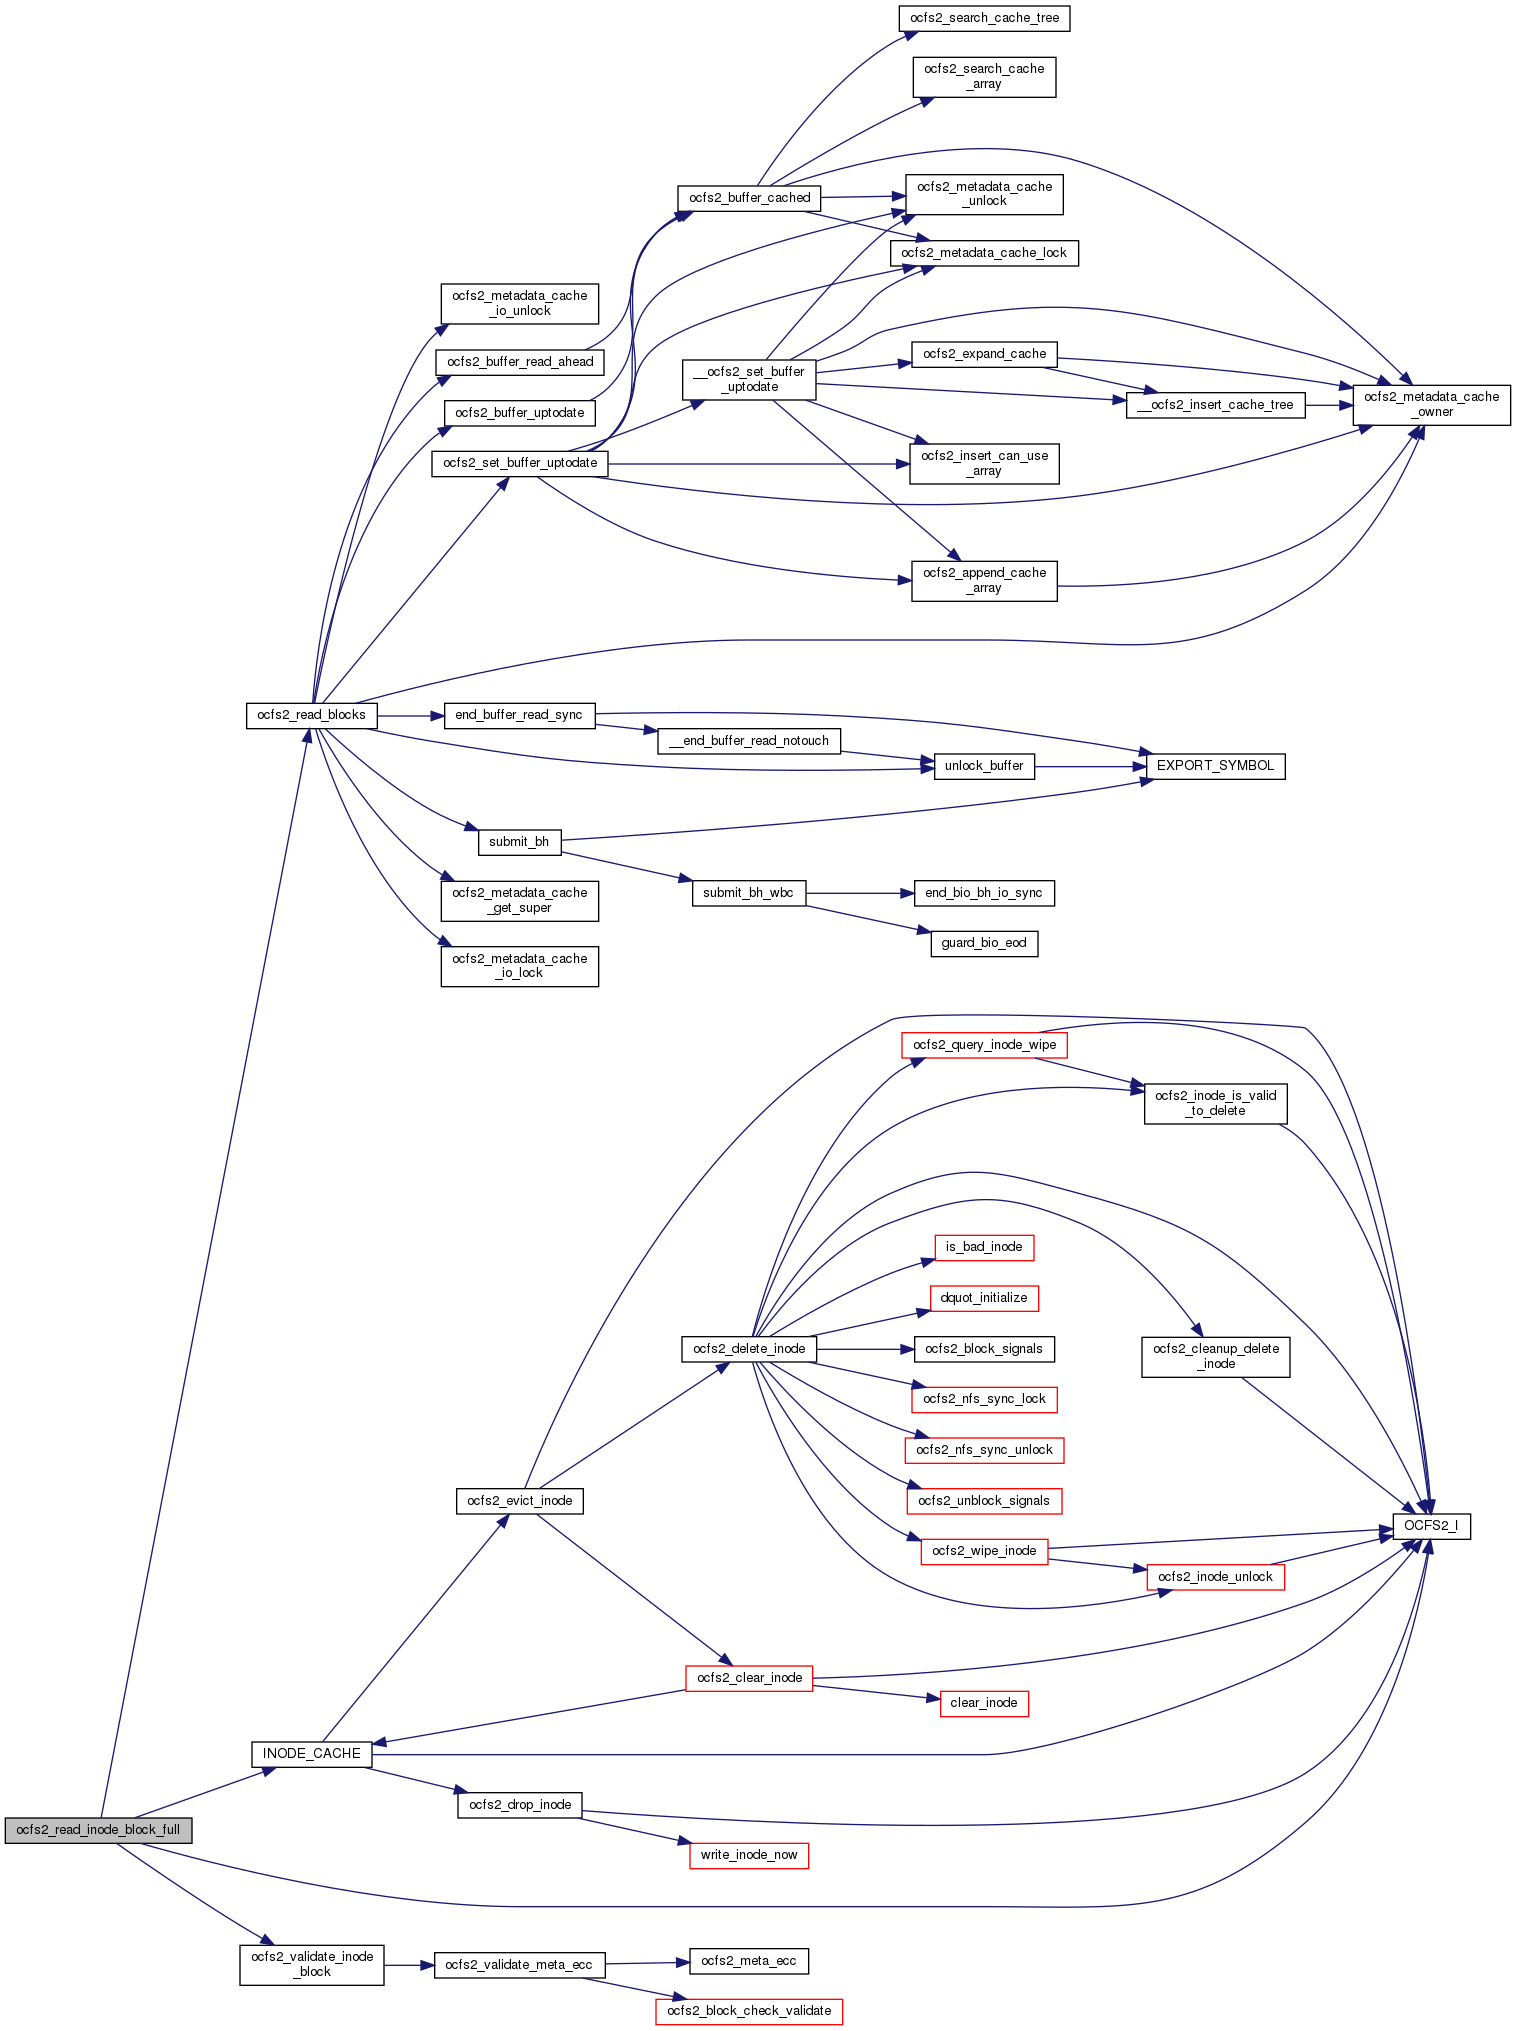 ocfs2_search_cache_tree
ocfs2_search_cache
_array
ocfs2_buffer_cached
ocfs2_metadata_cache
_unlock
ocfs2_metadata_cache_lock
ocfs2_metadata_cache
_io_unlock
ocfs2_buffer_read_ahead
__ocfs2_set_buffer
_uptodate
ocfs2_expand_cache
__ocfs2_insert_cache_tree
ocfs2_metadata_cache
_owner
ocfs2_buffer_uptodate
ocfs2_set_buffer_uptodate
ocfs2_insert_can_use
_array
ocfs2_append_cache
_array
ocfs2_read_blocks
end_buffer_read_sync
__end_buffer_read_notouch
unlock_buffer
EXPORT_SYMBOL
submit_bh
ocfs2_metadata_cache
_get_super
submit_bh_wbc
end_bio_bh_io_sync
guard_bio_eod
ocfs2_metadata_cache
_io_lock
ocfs2_query_inode_wipe
ocfs2_inode_is_valid
_to_delete
is_bad_inode
dquot_initialize
ocfs2_delete_inode
ocfs2_block_signals
ocfs2_cleanup_delete
_inode
ocfs2_nfs_sync_lock
ocfs2_nfs_sync_unlock
ocfs2_evict_inode
ocfs2_unblock_signals
OCFS2_I
ocfs2_wipe_inode
ocfs2_inode_unlock
ocfs2_clear_inode
clear_inode
INODE_CACHE
ocfs2_drop_inode
ocfs2_read_inode_block_full
write_inode_now
ocfs2_validate_inode
_block
ocfs2_validate_meta_ecc
ocfs2_meta_ecc
ocfs2_block_check_validate